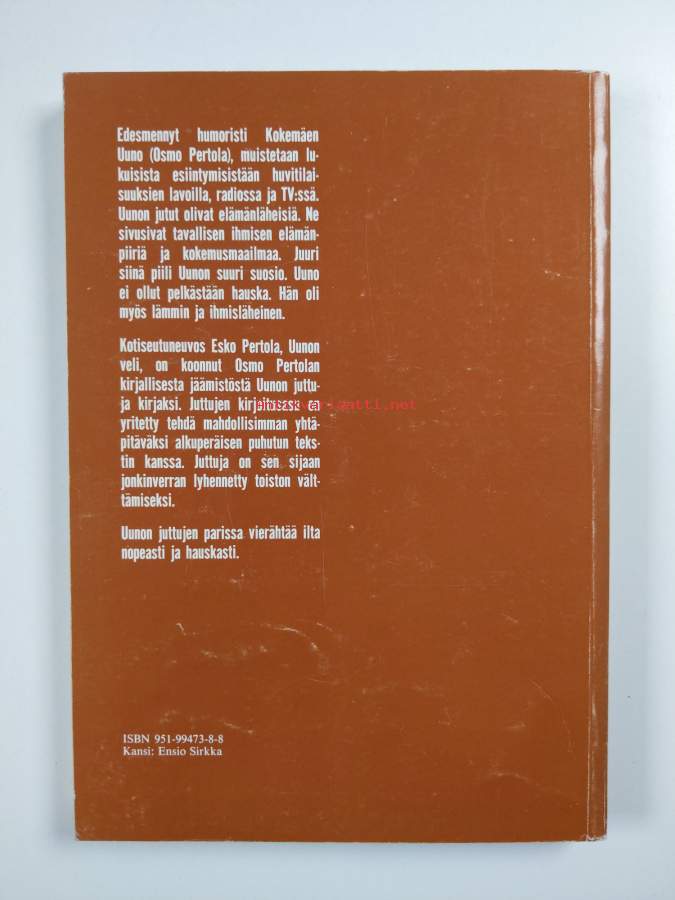 Edesmennyt humoristi Kokemäen
Uuno (Osmo Pertola), muistetaan lu-
kuisista esiintymisistään huvitilai-
suuksien lavoilla, radiossa ja TV:ssä.
Uunon jutut olivat elämänläheisiä. Ne
sivusivat tavallisen ihmisen elämän-
piiriä ja kokemusmaailmaa. Juuri
siinä piili Uunon suuri suosio. Uuno
ei ollut pelkästään hauska. Hän oli
myös lämmin ja ihmisläheinen.
Kotiseutuneuvos Esko Pertola, Uunon
veli, on koonnut Osmo Pertolan
kirjallisesta jäämistöstä Uunon juttu-
ja kirjaksi. Juttujen kirjoitusasu on
yritetty tehdä mahdollisimman yhtä-
pitäväksi alkuperäisen puhutun teks-
tin kanssa. Juttuja on sen sijaan
jonkinverran lyhennetty toiston vält-
tämiseksi.
Uunon juttujen parissa vierähtää ilta
nopeasti ja hauskasti.
antikvariaatti.net
ISBN 951-99473-8-8
Kansi: Ensio Sirkka